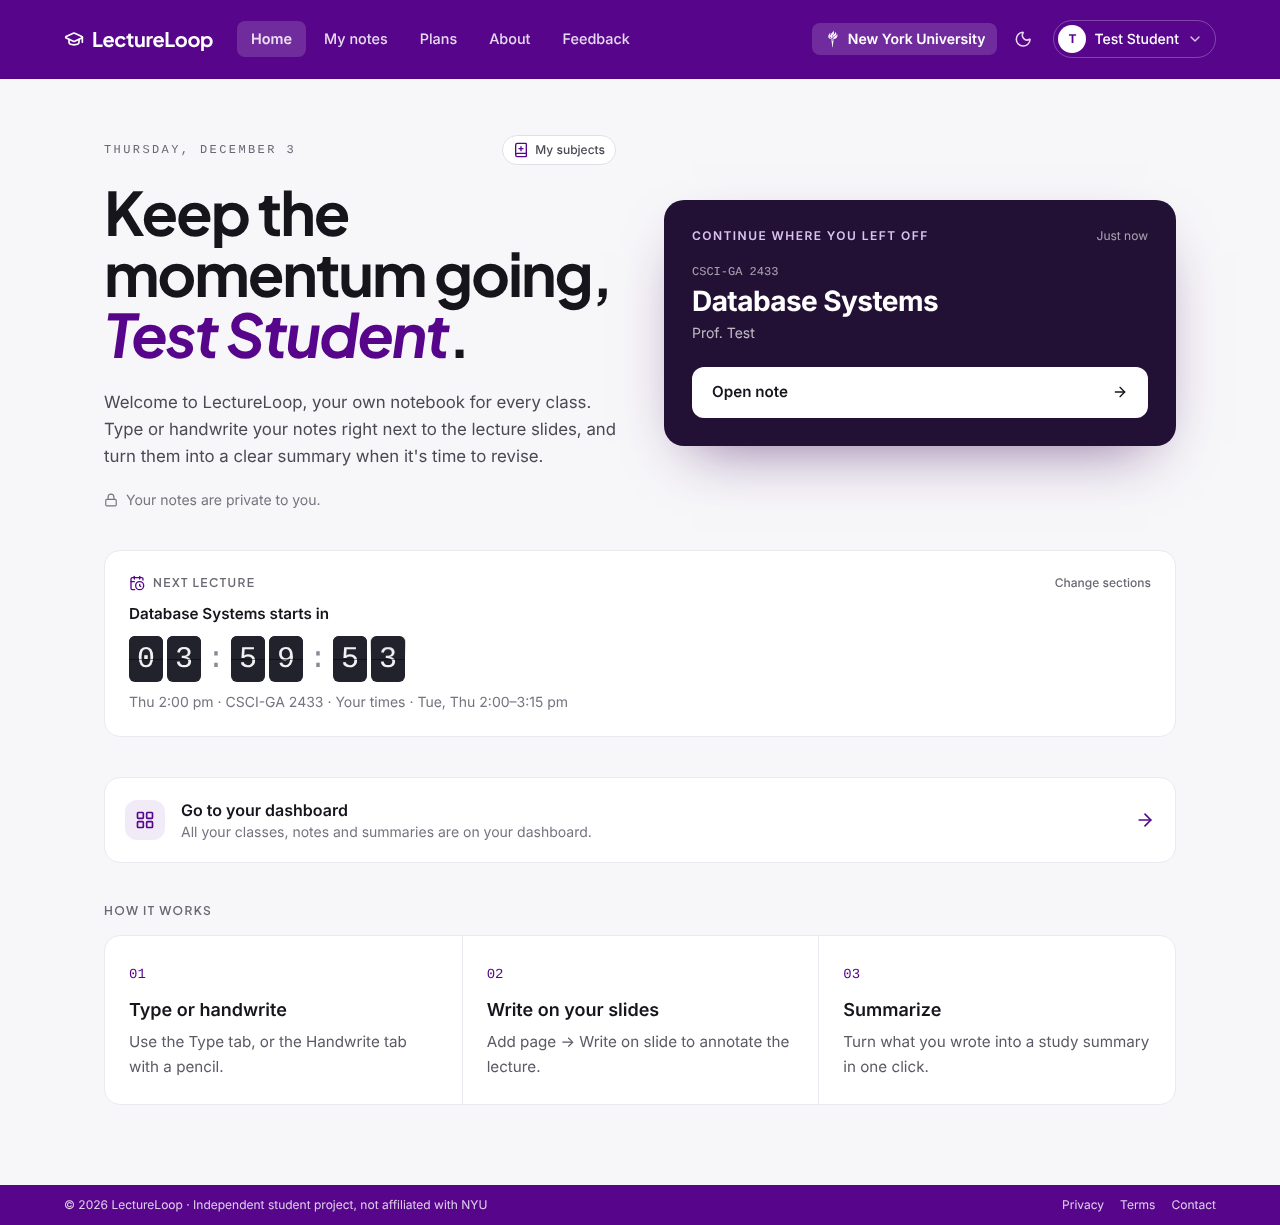 LectureLoop
Home
My notes
Plans
About
Feedback
New York University
T
Test Student
THURSDAY, DECEMBER 3
My subjects
Keep the
momentum going,
Test Student.
Welcome to LectureLoop, your own notebook for every class.
Type or handwrite your notes right next to the lecture slides, and
turn them into a clear summary when it's time to revise.
Your notes are private to you.
CONTINUE WHERE YOU LEFT OFF
Just now
CSCI-GA 2433
Database Systems
Prof. Test
Open note
NEXT LECTURE
Change sections
Database Systems starts in
03:59:53
Thu 2:00 pm · CSCI-GA 2433 · Your times · Tue, Thu 2:00–3:15 pm
Go to your dashboard
All your classes, notes and summaries are on your dashboard.
HOW IT WORKS
01
Type or handwrite
Use the Type tab, or the Handwrite tab
with a pencil.
02
Write on your slides
Add page → Write on slide to annotate the
lecture.
03
Summarize
Turn what you wrote into a study summary
in one click.
© 2026 LectureLoop · Independent student project, not affiliated with NYU
Privacy
Terms
Contact